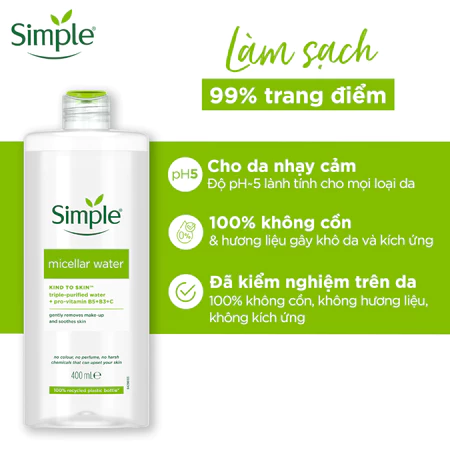 Simple®
Làm sạch
99% trang điểm
pH5
Cho da nhạy cảm
Độ pH-5 lành tính cho mọi loại da
0%
100% không cồn
& hương liệu gây khô da và kích ứng
Đã kiểm nghiệm trên da
100% không cồn, không hương liệu,
không kích ứng
Simple®
micellar water
KIND TO SKIN™
triple-purified water
+ pro-vitamin B5+B3+C
gently removes make-up
and soothes skin
no colour, no perfume, no harsh
chemicals that can upset your skin
400 mL e
100% recycled plastic bottle*